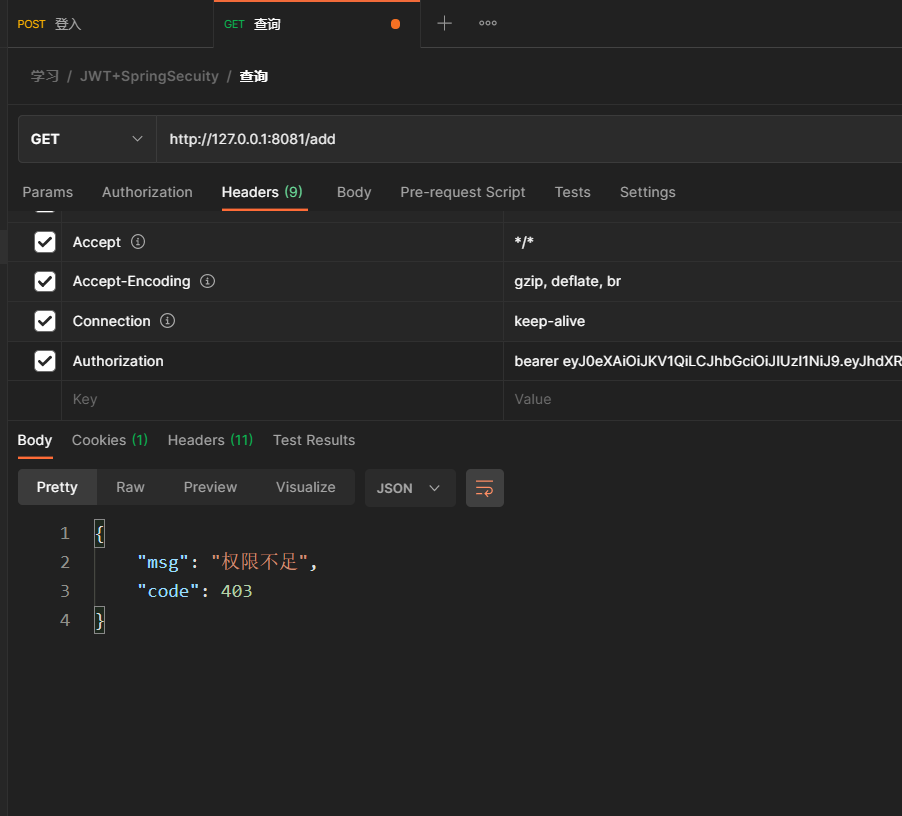 POST 登入 GET 查询
学习 / JWT+SpringSecuity / 查询
GET http://127.0.0.1:8081/add
Params Authorization Headers (9) Body Pre-request Script Tests Settings
Accept */*
Accept-Encoding gzip, deflate, br
Connection keep-alive
Authorization bearer eyJ0eXAiOiJKV1QiLCJhbGciOiJIUzI1NiJ9.eyJhdXR
Key Value
Body Cookies (1) Headers (11) Test Results
Pretty Raw Preview Visualize JSON
1 {
2 "msg": "权限不足",
3 "code": 403
4 }